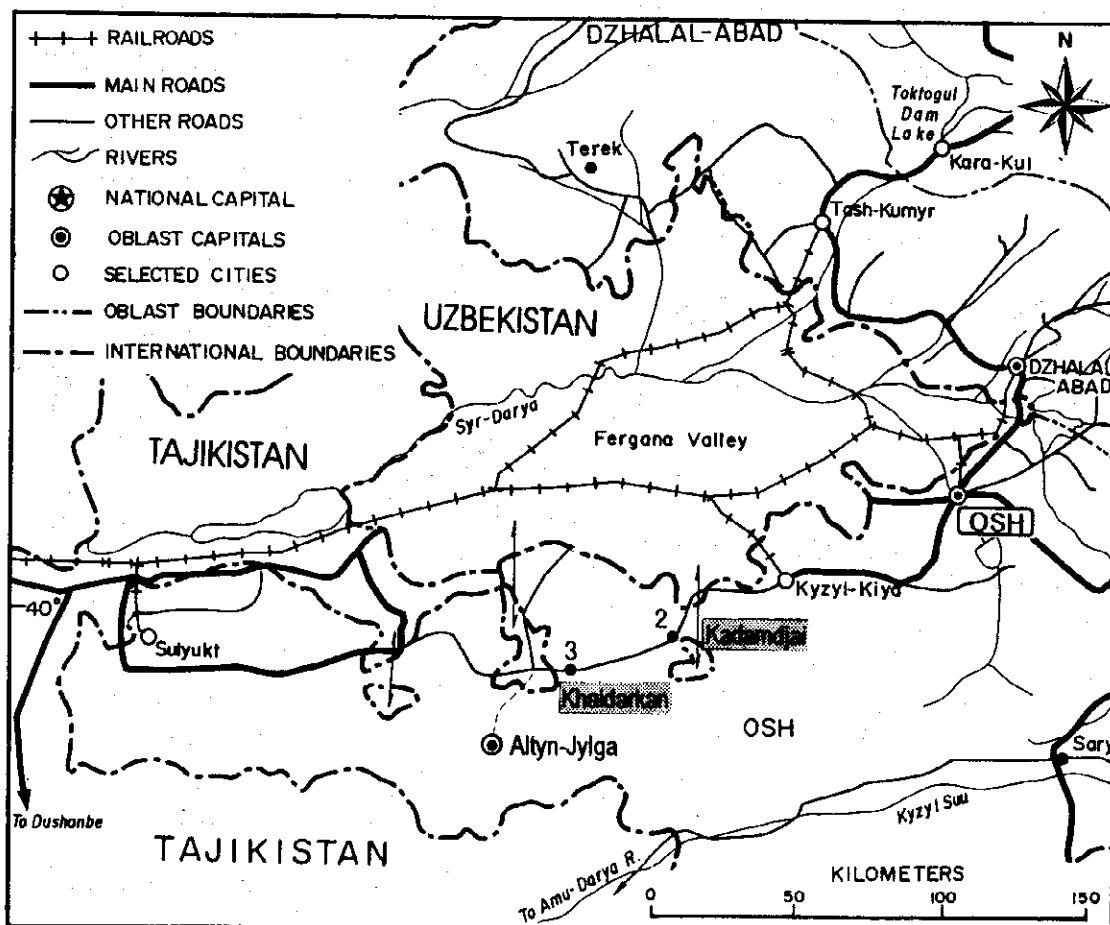 RAILROADS
MAIN ROADS
OTHER ROADS
RIVERS
NATIONAL CAPITAL
OBLAST CAPITALS
SELECTED CITIES
OBLAST BOUNDARIES
INTERNATIONAL BOUNDARIES
DZHALAL-ABAD
N
Toktogul
Dam
Lake
Kara-Kul
Terek
Tash-Kumyr
UZBEKISTAN
DZHALAL
ABAD
Syr-Darya
Fergana Valley
TAJIKISTAN
OSH
40°
Kyzyl-Kiya
Sulyukt
2
Kadamdjai
3
Khaidarkan
OSH
Altyn-Jylga
Sary
Kyzyl Suu
To Dushanbe
TAJIKISTAN
To Amu-Darya R.
KILOMETERS
0 50 100 150